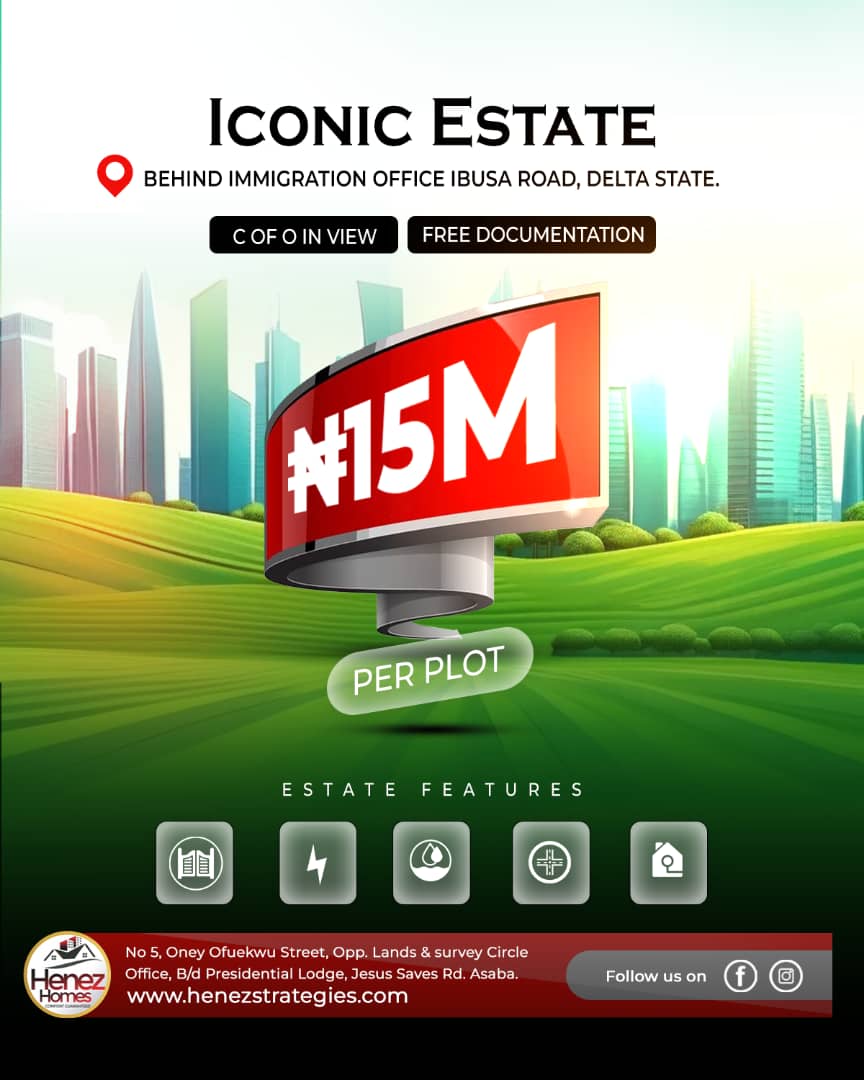 ICONIC ESTATE
BEHIND IMMIGRATION OFFICE IBUSA ROAD, DELTA STATE.
C OF O IN VIEW
FREE DOCUMENTATION
₦15M
PER PLOT
ESTATE FEATURES
Henez
Homes
COMFORT GUARANTEED
No 5, Oney Ofuekwu Street, Opp. Lands & survey Circle
Office, B/d Presidential Lodge, Jesus Saves Rd. Asaba.
www.henezstrategies.com
Follow us on